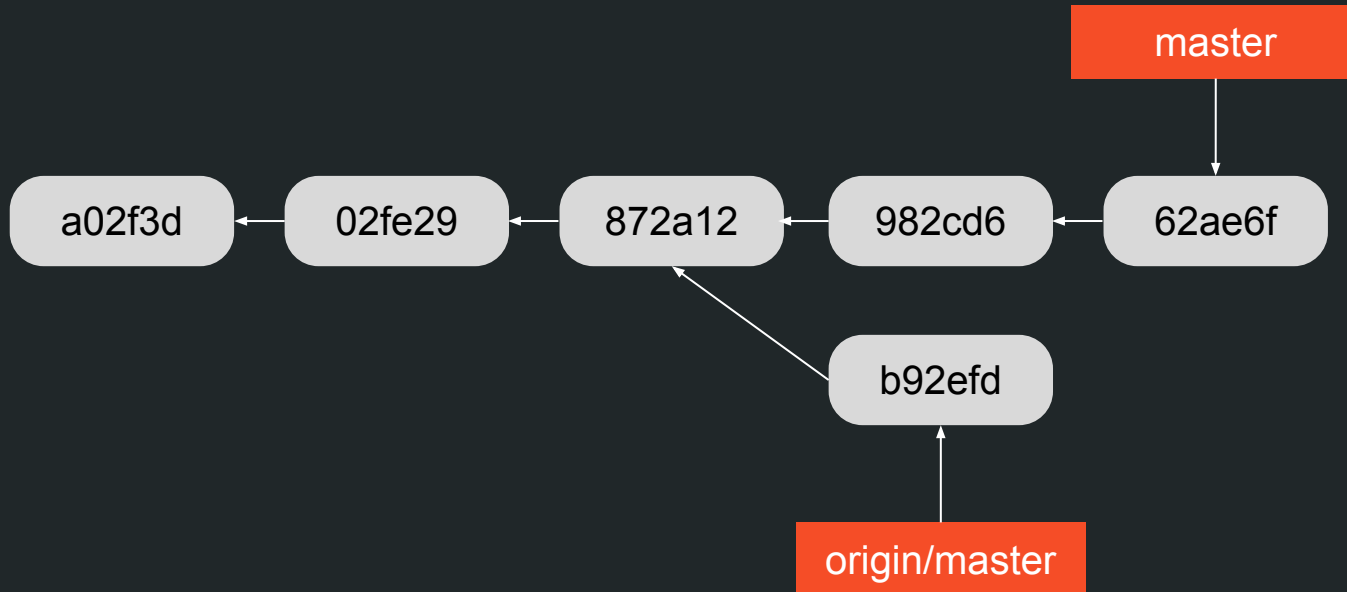 master
a02f3d
02fe29
872a12
982cd6
62ae6f
b92efd
origin/master